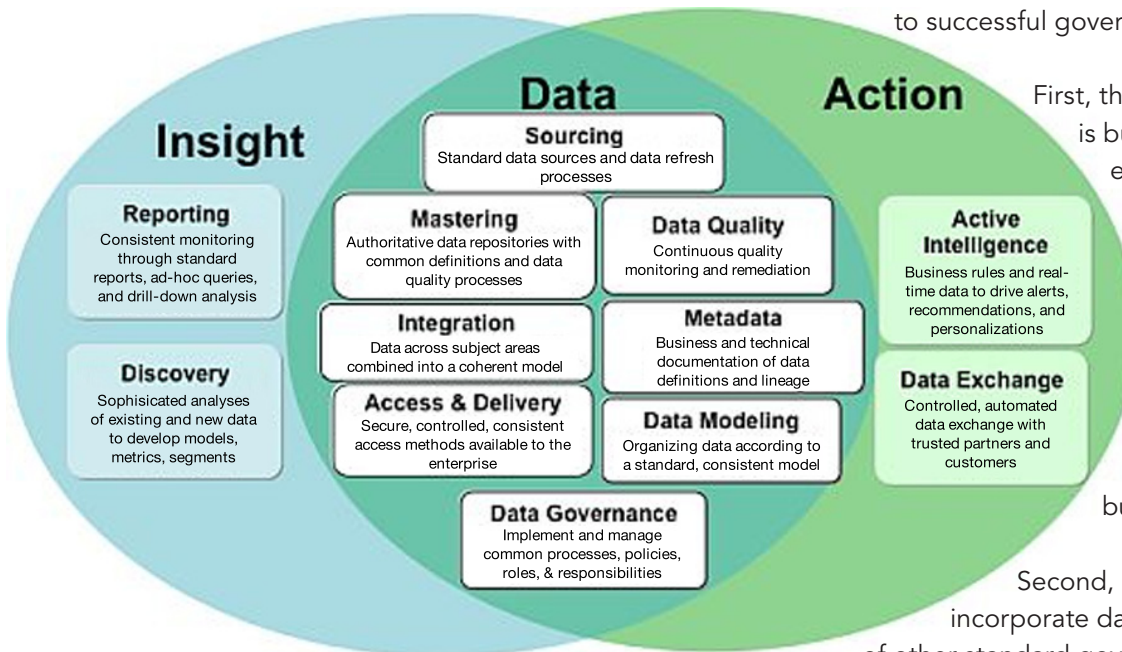 to successful gover
First, th
is bu
e
Insight
Data
Action
Reporting
Consistent monitoring
through standard
reports, ad-hoc queries,
and drill-down analysis
Discovery
Sophisicated analyses
of existing and new data
to develop models,
metrics, segments
Sourcing
Standard data sources and data refresh
processes
Mastering
Authoritative data repositories with
common definitions and data
quality processes
Data Quality
Continuous quality
monitoring and remediation
Integration
Data across subject areas
combined into a coherent model
Metadata
Business and technical
documentation of data
definitions and lineage
Access & Delivery
Secure, controlled, consistent
access methods available to the
enterprise
Data Modeling
Organizing data according to
a standard, consistent model
Data Governance
Implement and manage
common processes, policies,
roles, & responsibilities
Active
Intelligence
Business rules and real-
time data to drive alerts,
recommendations, and
personalizations
Data Exchange
Controlled, automated
data exchange with
trusted partners and
customers
bu
Second,
incorporate da
of other standard gov